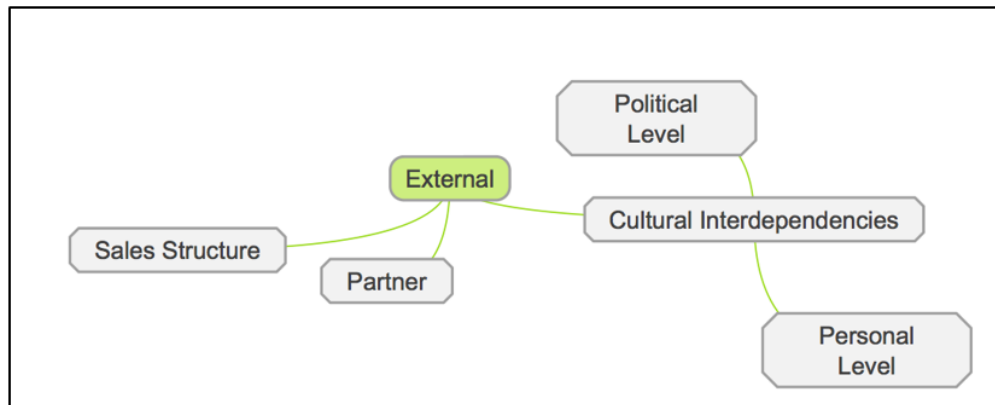 Political
Level
External
Cultural Interdependencies
Sales Structure
Partner
Personal
Level